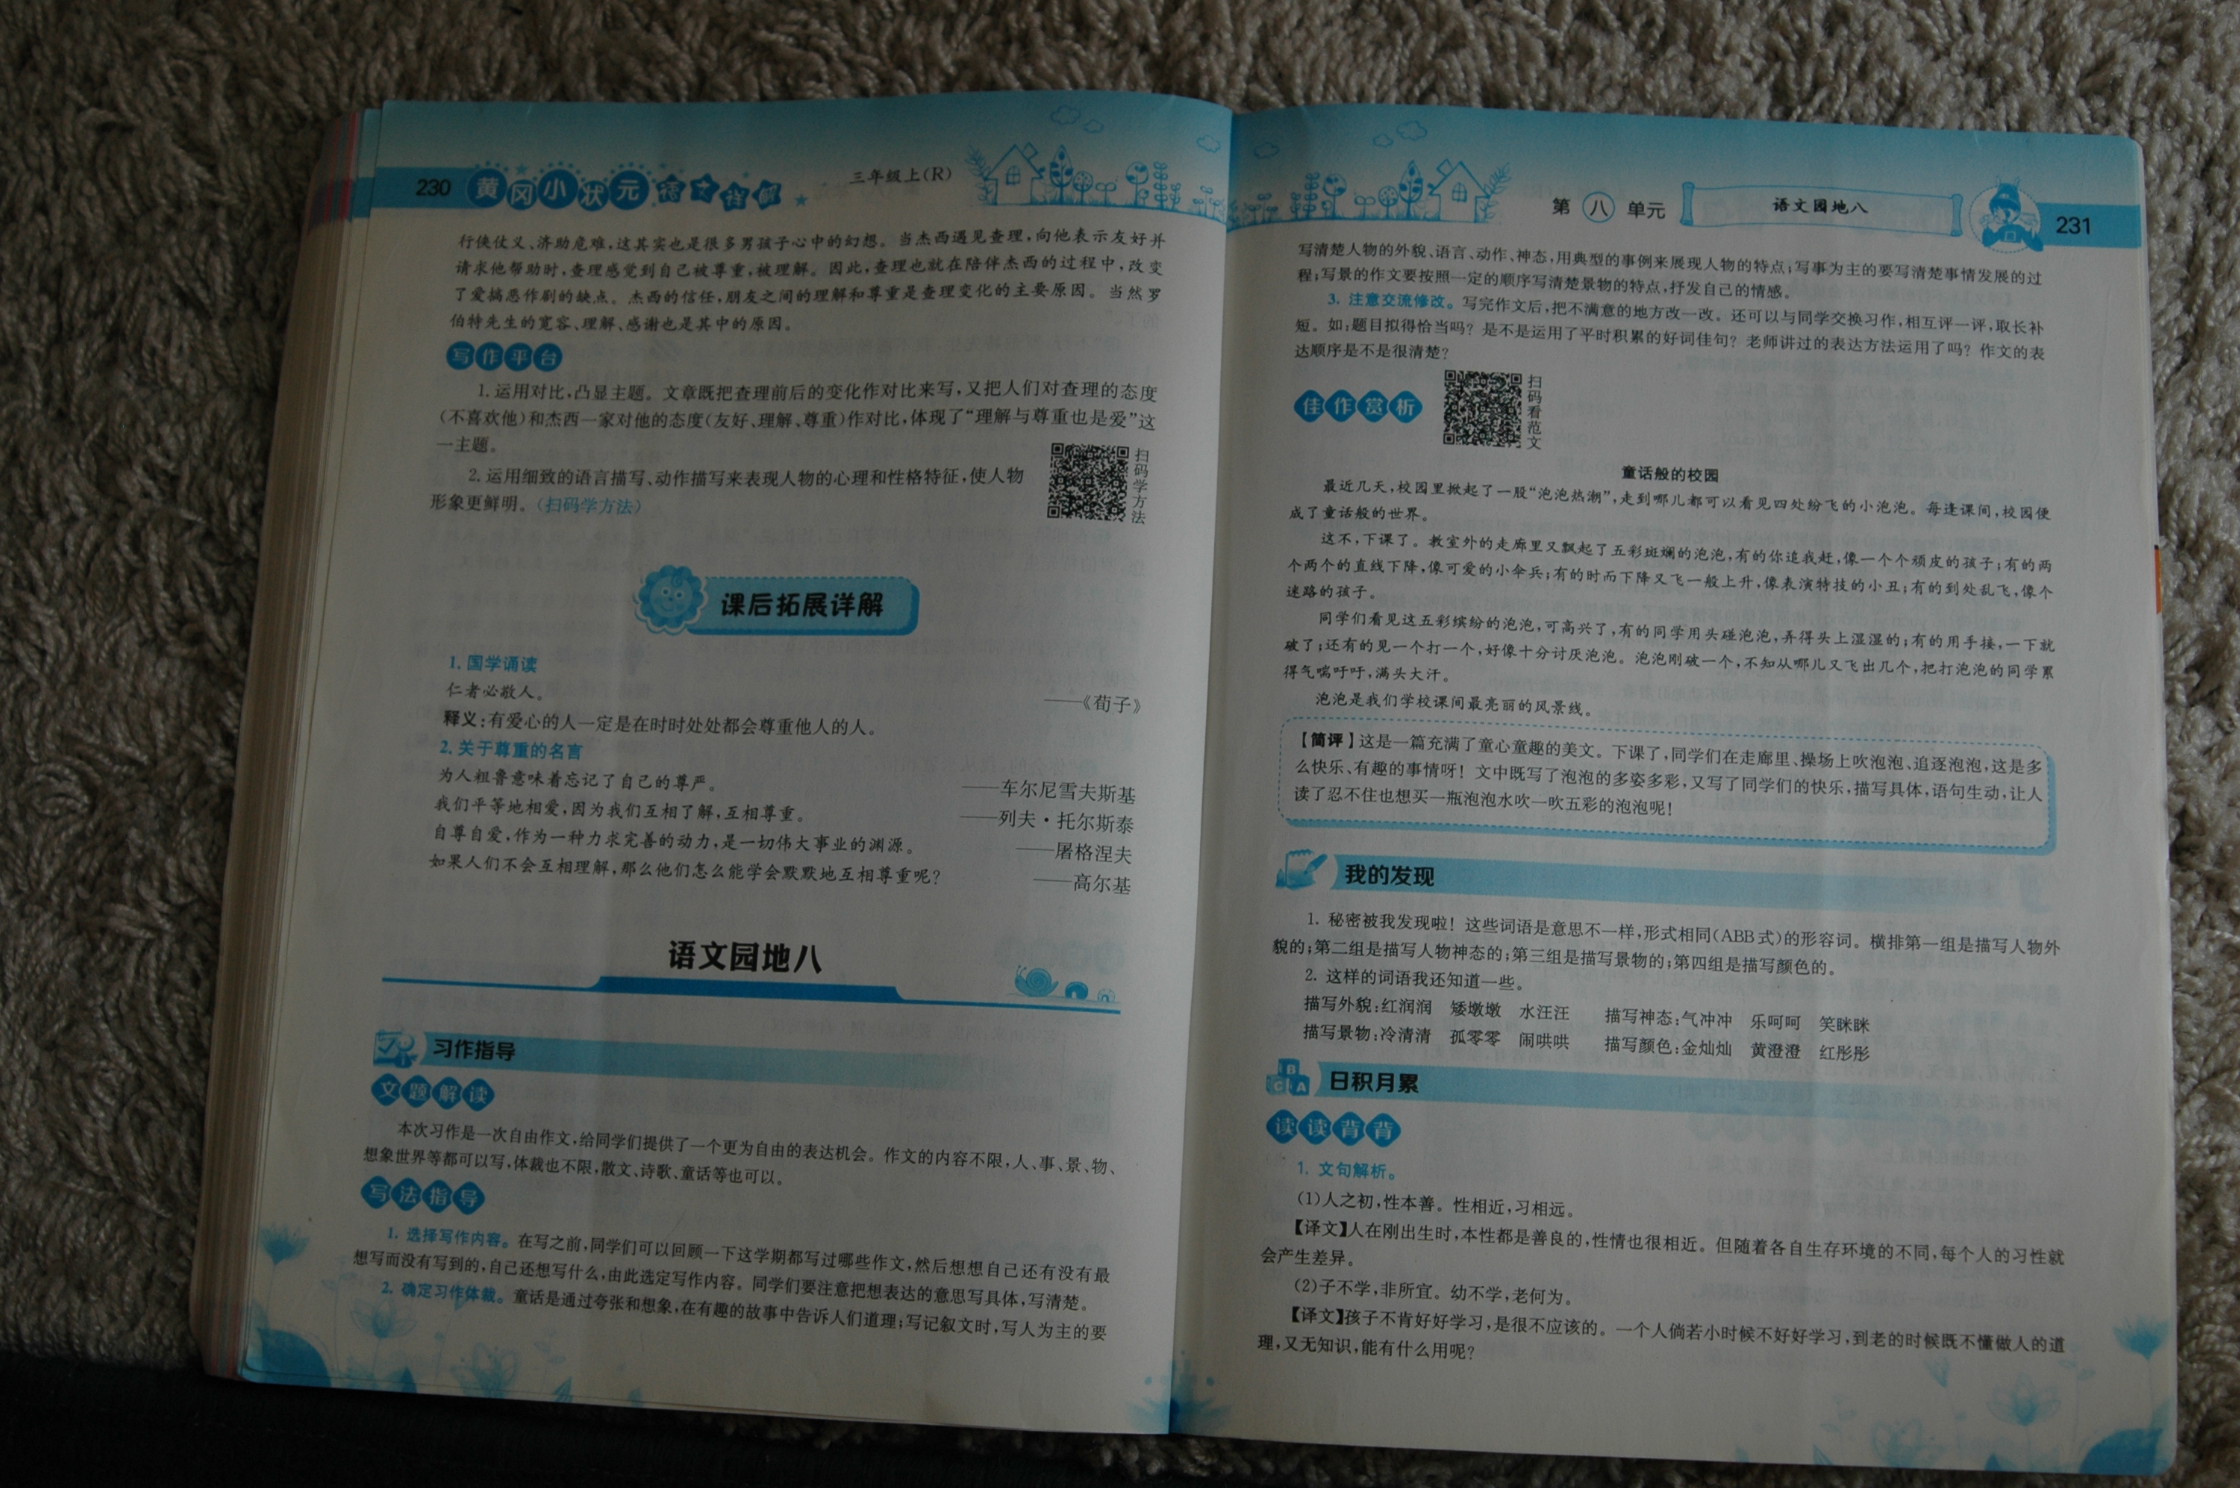 230 黄冈小状元 语文详解 三年级上(R)
行侠仗义、济助危难,这其实也是很多男孩子心中的幻想。当杰西遇见查理,向他表示友好并
请求他帮助时,查理感觉到自己被尊重,被理解。因此,查理也就在陪伴杰西的过程中,改变
了爱搞恶作剧的缺点。杰西的信任,朋友之间的理解和尊重是查理变化的主要原因。当然罗
伯特先生的宽容、理解、感谢也是其中的原因。
写作平台
1. 运用对比,凸显主题。文章既把查理前后的变化作对比来写,又把人们对查理的态度
(不喜欢他)和杰西一家对他的态度(友好、理解、尊重)作对比,体现了“理解与尊重也是爱”这
一主题。
2. 运用细致的语言描写、动作描写来表现人物的心理和性格特征,使人物
形象更鲜明。(扫码学方法)
扫码学方法
课后拓展详解
1. 国学诵读
仁者必敬人。 ——《荀子》
释义:有爱心的人一定是在时时处处都会尊重他人的人。
2. 关于尊重的名言
为人粗鲁意味着忘记了自己的尊严。 ——车尔尼雪夫斯基
我们平等地相爱,因为我们互相了解,互相尊重。 ——列夫·托尔斯泰
自尊自爱,作为一种力求完善的动力,是一切伟大事业的渊源。 ——屠格涅夫
如果人们不会互相理解,那么他们怎么能学会默默地互相尊重呢? ——高尔基
语文园地八
习作指导
文题解读
本次习作是一次自由作文,给同学们提供了一个更为自由的表达机会。作文的内容不限,人、事、景、物、
想象世界等都可以写,体裁也不限,散文、诗歌、童话等也可以。
写法指导
1. 选择写作内容。在写之前,同学们可以回顾一下这学期都写过哪些作文,然后想想自己还有没有最
想写而没有写到的,自己还想写什么,由此选定写作内容。同学们要注意把想表达的意思写具体,写清楚。
2. 确定习作体裁。童话是通过夸张和想象,在有趣的故事中告诉人们道理;写记叙文时,写人为主的要
第八单元 语文园地八 231
写清楚人物的外貌、语言、动作、神态,用典型的事例来展现人物的特点;写事为主的要写清楚事情发展的过
程;写景的作文要按照一定的顺序写清楚景物的特点,抒发自己的情感。
3. 注意交流修改。写完作文后,把不满意的地方改一改。还可以与同学交换习作,相互评一评,取长补
短。如:题目拟得恰当吗?是不是运用了平时积累的好词佳句?老师讲过的表达方法运用了吗?作文的表
达顺序是不是很清楚?
佳作赏析
扫码看范文
童话般的校园
最近几天,校园里掀起了一股“泡泡热潮”,走到哪儿都可以看见四处纷飞的小泡泡。每逢课间,校园便
成了童话般的世界。
这不,下课了。教室外的走廊里又飘起了五彩斑斓的泡泡,有的你追我赶,像一个个顽皮的孩子;有的两
个两个的直线下降,像可爱的小伞兵;有的时而下降又飞一般上升,像表演特技的小丑;有的到处乱飞,像个
迷路的孩子。
同学们看见这五彩缤纷的泡泡,可高兴了,有的同学用头碰泡泡,弄得头上湿湿的;有的用手接,一下就
破了;还有的见一个打一个,好像十分讨厌泡泡。泡泡刚破一个,不知从哪儿又飞出几个,把打泡泡的同学累
得气喘吁吁,满头大汗。
泡泡是我们学校课间最亮丽的风景线。
【简评】这是一篇充满了童心童趣的美文。下课了,同学们在走廊里、操场上吹泡泡、追逐泡泡,这是多
么快乐、有趣的事情呀!文中既写了泡泡的多姿多彩,又写了同学们的快乐,描写具体,语句生动,让人
读了忍不住也想买一瓶泡泡水吹一吹五彩的泡泡呢!
我的发现
1. 秘密被我发现啦!这些词语是意思不一样,形式相同(ABB式)的形容词。横排第一组是描写人物外
貌的;第二组是描写人物神态的;第三组是描写景物的;第四组是描写颜色的。
2. 这样的词语我还知道一些。
描写外貌:红润润 矮墩墩 水汪汪 描写神态:气冲冲 乐呵呵 笑眯眯
描写景物:冷清清 孤零零 闹哄哄 描写颜色:金灿灿 黄澄澄 红彤彤
日积月累
读读背背
1. 文句解析。
(1)人之初,性本善。性相近,习相远。
【译文】人在刚出生时,本性都是善良的,性情也很相近。但随着各自生存环境的不同,每个人的习性就
会产生差异。
(2)子不学,非所宜。幼不学,老何为。
【译文】孩子不肯好好学习,是很不应该的。一个人倘若小时候不好好学习,到老的时候既不懂做人的道
理,又无知识,能有什么用呢?